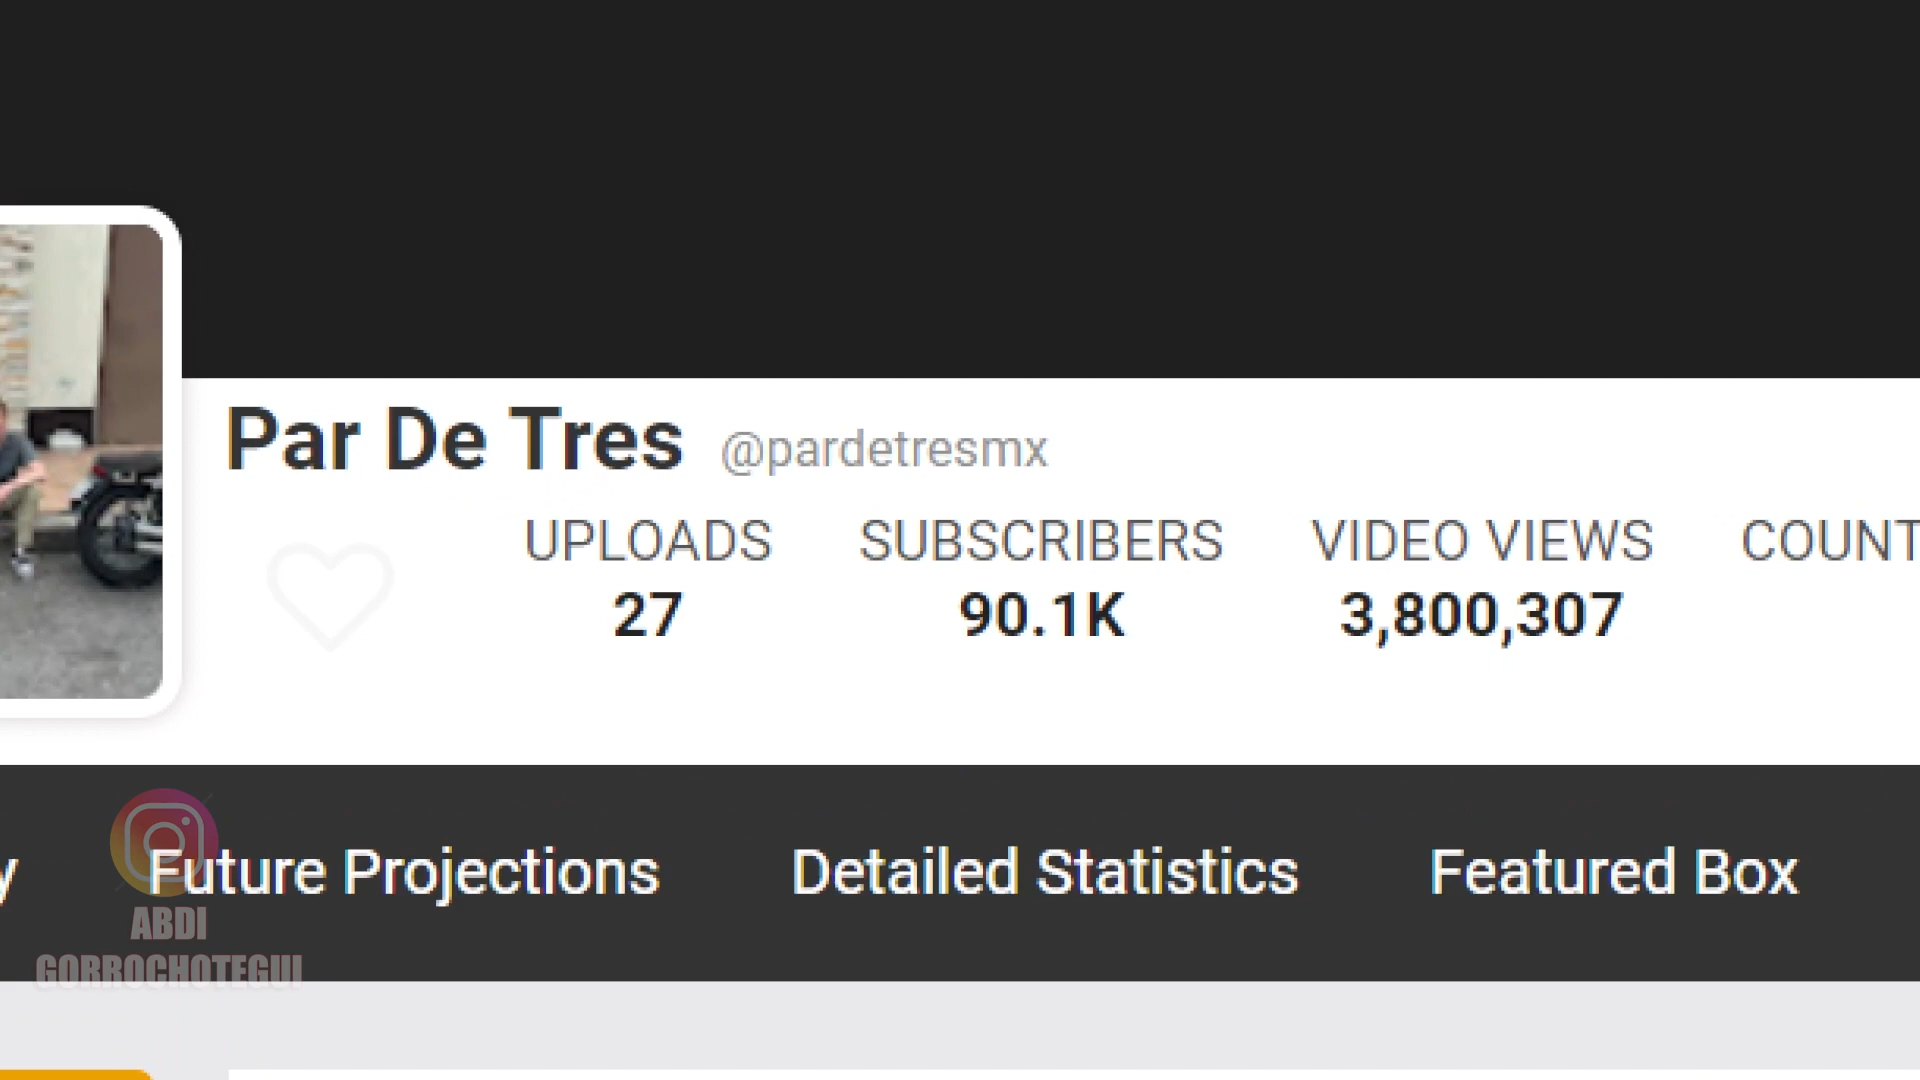 Par De Tres @pardetresmx
UPLOADS SUBSCRIBERS VIDEO VIEWS COUNT
27 90.1K 3,800,307
y Future Projections Detailed Statistics Featured Box
ABDI
GORROCHOTEGUI